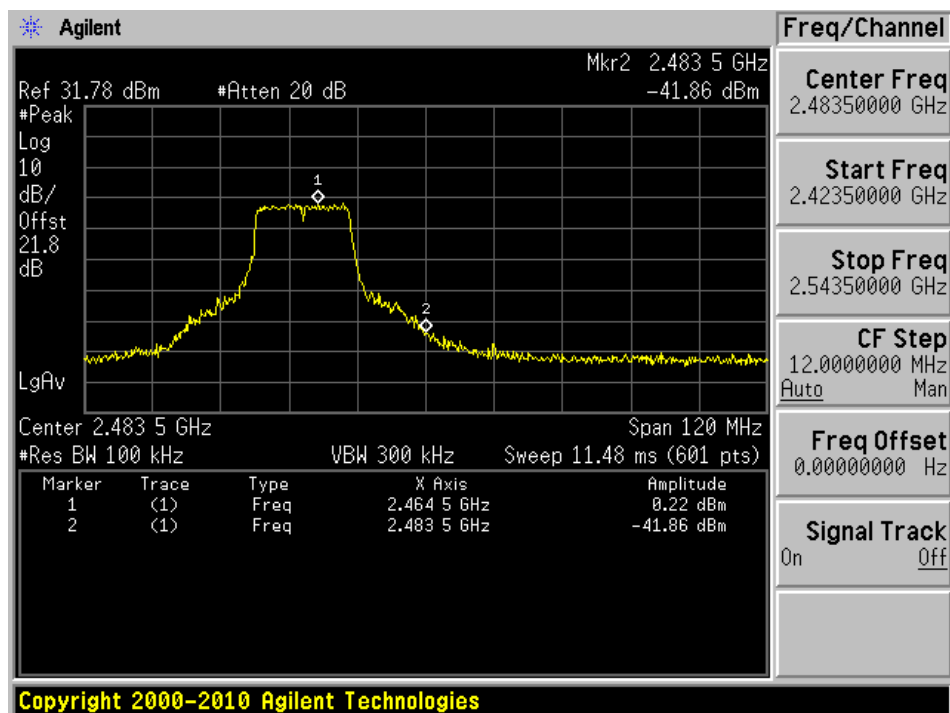 Agilent
Freq/Channel
Mkr2 2.483 5 GHz
Ref 31.78 dBm #Atten 20 dB -41.86 dBm
#Peak
Log
10
dB/
Offst
21.8
dB
1
2
LgAv
Center 2.483 5 GHz Span 120 MHz
#Res BW 100 kHz VBW 300 kHz Sweep 11.48 ms (601 pts)
Marker Trace Type X Axis Amplitude
1 (1) Freq 2.464 5 GHz 0.22 dBm
2 (1) Freq 2.483 5 GHz -41.86 dBm
Center Freq
2.48350000 GHz
Start Freq
2.42350000 GHz
Stop Freq
2.54350000 GHz
CF Step
12.0000000 MHz
Auto Man
Freq Offset
0.00000000 Hz
Signal Track
On Off
Copyright 2000-2010 Agilent Technologies